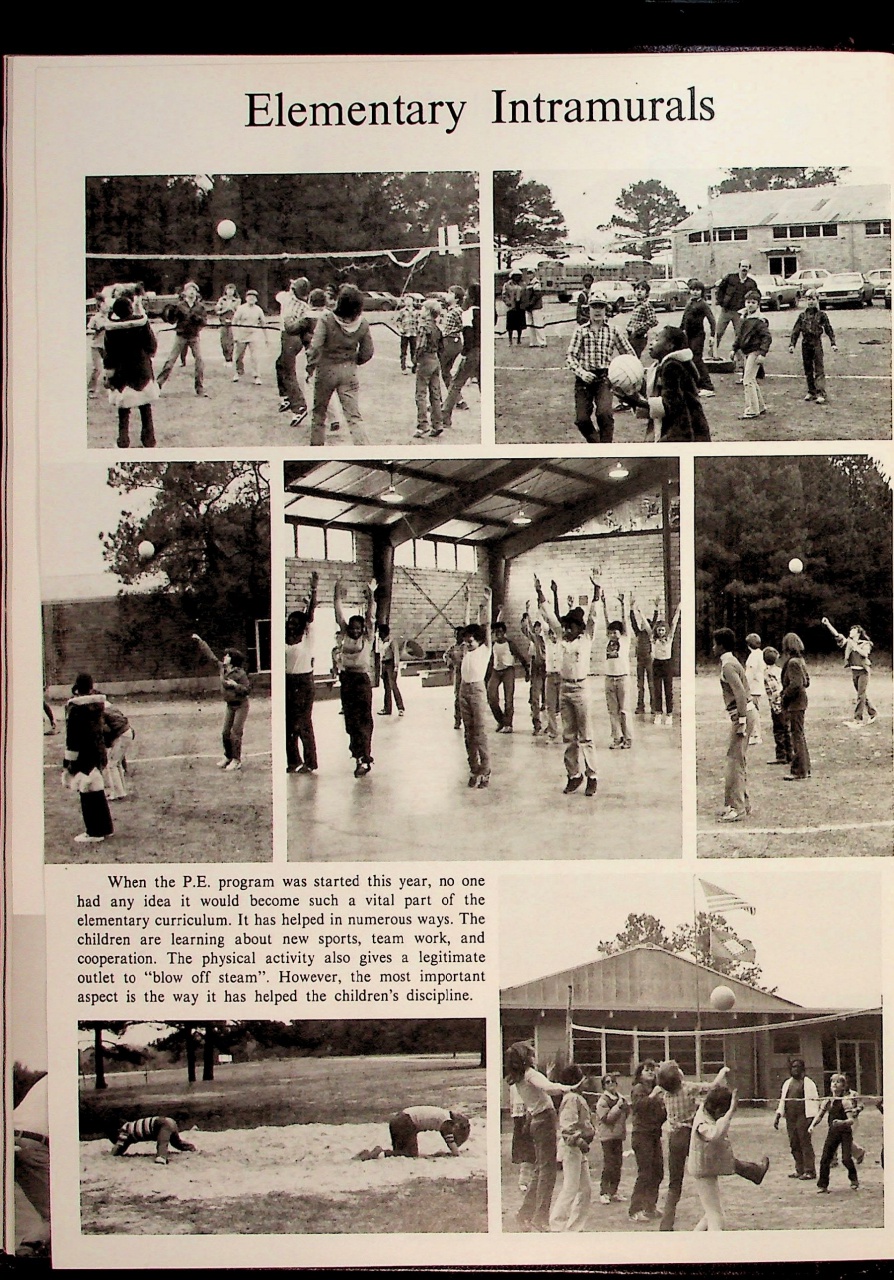 Elementary Intramurals
When the P.E. program was started this year, no one
had any idea it would become such a vital part of the
elementary curriculum. It has helped in numerous ways. The
children are learning about new sports, team work, and
cooperation. The physical activity also gives a legitimate
outlet to “blow off steam”. However, the most important
aspect is the way it has helped the children’s discipline.